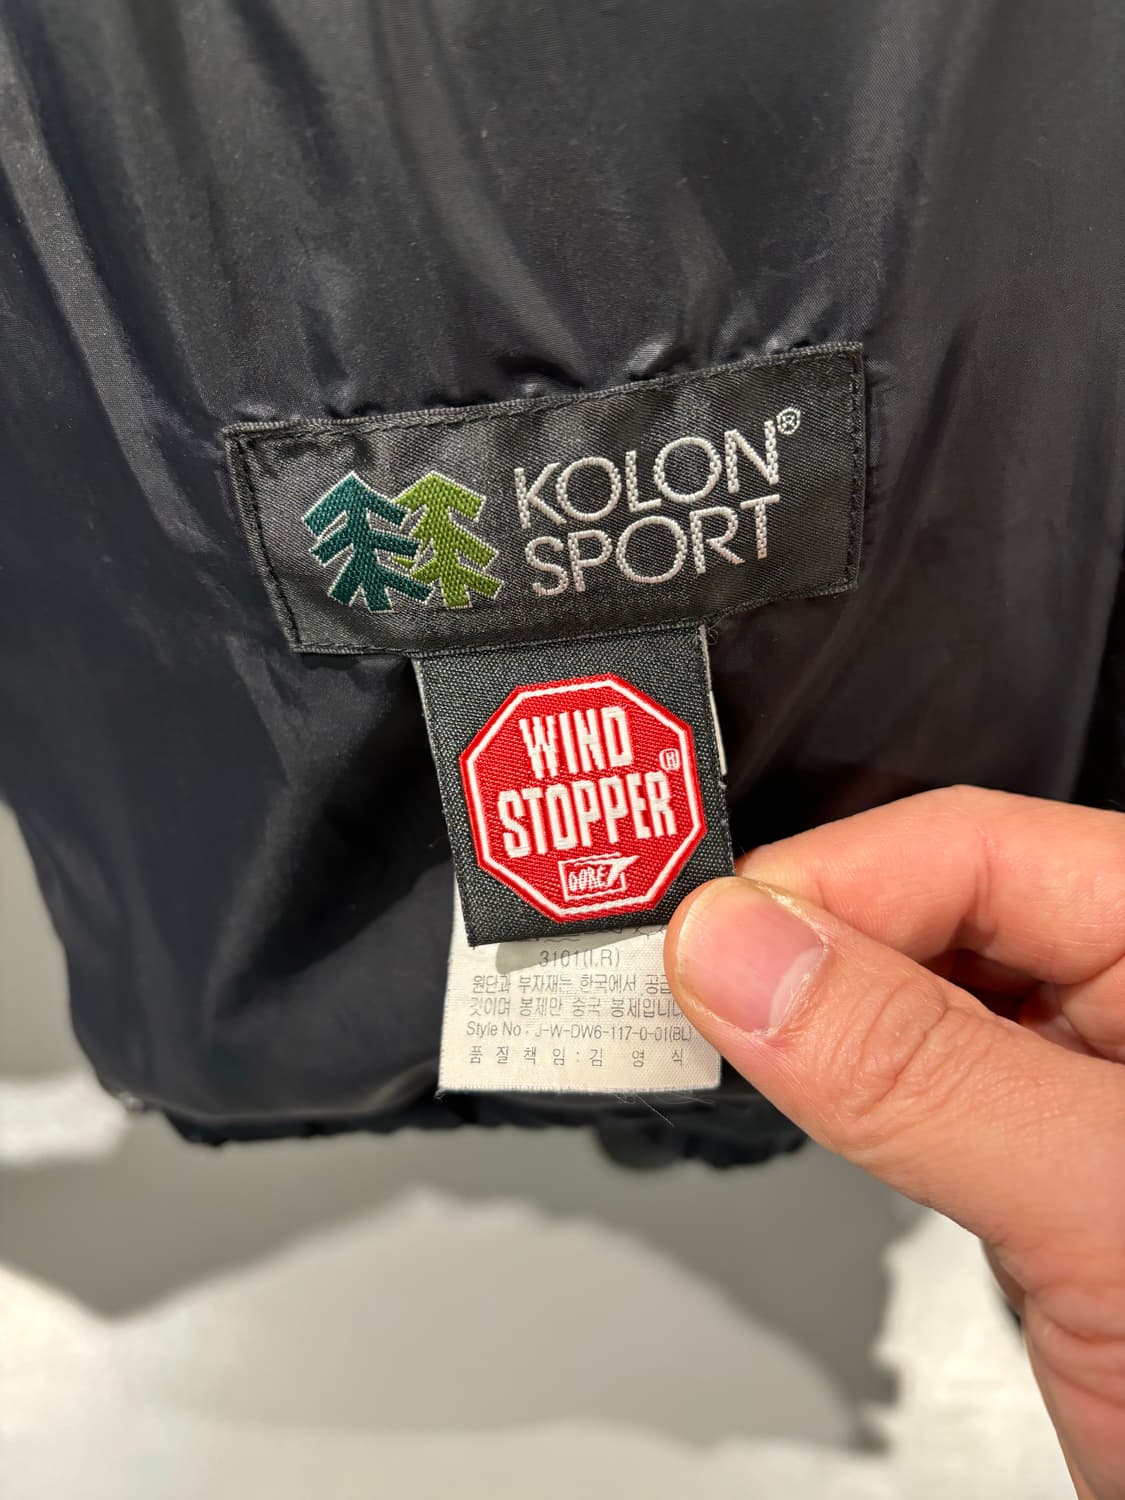 KOLON®
SPORT
WIND
STOPPER®
GORE
3101(I,R)
원단과 부자재는 한국에서
것이며 봉제만 중국 봉제입니다
Style No : J-W-DW6-117-0-01(BL)
품 질 책 임 : 김 영 식